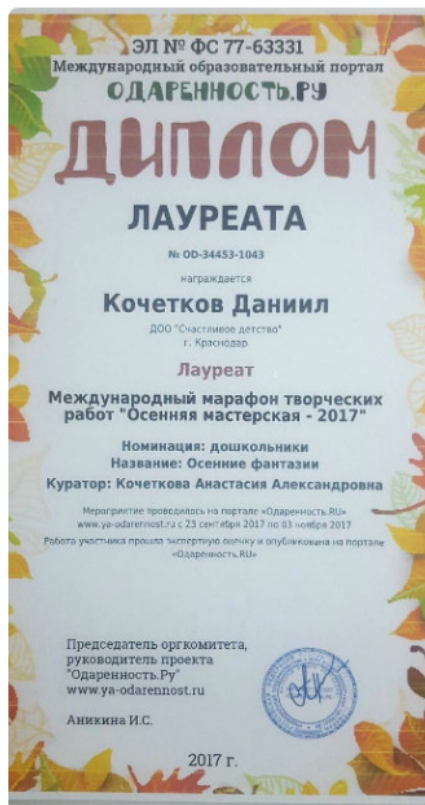 ЭЛ № ФС 77-63331
Международный образовательный портал
ОДАРЕННОСТЬ.РУ
ДИПЛОМ
ЛАУРЕАТА
№ OD-34453-1043
награждается
Кочетков Даниил
ДОО "Счастливое детство"
г. Краснодар
Лауреат
Международный марафон творческих
работ "Осенняя мастерская - 2017"
Номинация: дошкольники
Название: Осенние фантазии
Куратор: Кочеткова Анастасия Александровна
Мероприятие проводилось на портале «Одаренность.RU»
www.ya-odarennost.ru с 23 сентября 2017 по 03 ноября 2017
Работа участника прошла экспертную оценку и опубликована на портале
«Одаренность.RU»
Председатель оргкомитета,
руководитель проекта
"Одаренность.Ру"
www.ya-odarennost.ru
Аникина И.С.
2017 г.